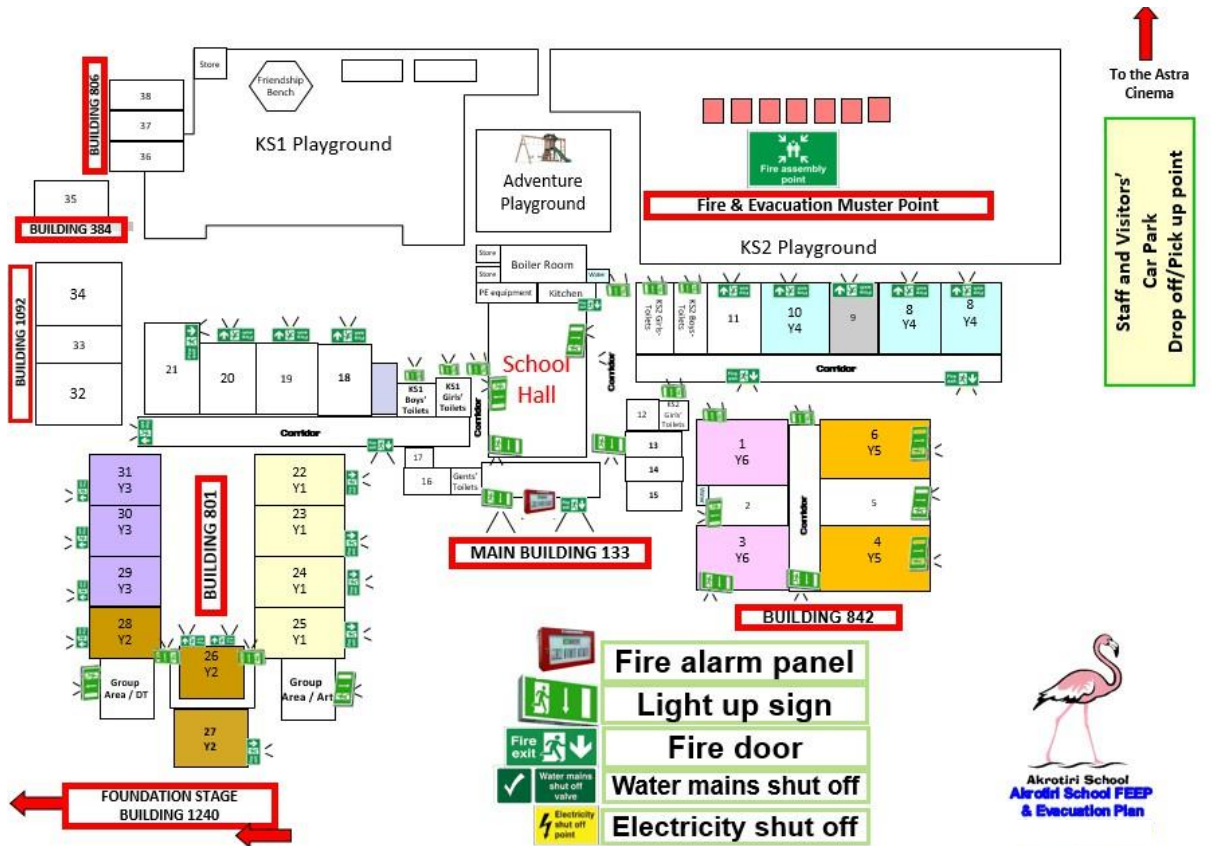 To the Astra
Cinema
Staff and Visitors'
Car Park
Drop off/Pick up point
BUILDING 806
Store
38
37
36
Friendship
Bench
KS1 Playground
Adventure
Playground
Fire assembly
point
Fire & Evacuation Muster Point
KS2 Playground
35
BUILDING 384
BUILDING 1092
34
33
32
Store
Store
Boiler Room
Water
PE equipment
Kitchen
School
Hall
KS2 Girls'
Toilets
KS2 Boys'
Toilets
11
10
Y4
9
8
Y4
8
Y4
Corridor
Corridor
21
20
19
18
KS1
Boys'
Toilets
KS1
Girls'
Toilets
Corridor
Corridor
17
16
Gents'
Toilets
12
KS2
Girls'
Toilets
13
14
15
1
Y6
2
3
Y6
Corridor
6
Y5
5
4
Y5
MAIN BUILDING 133
BUILDING 842
31
Y3
30
Y3
29
Y3
28
Y2
BUILDING 801
22
Y1
23
Y1
24
Y1
25
Y1
26
Y2
Group
Area / DT
Group
Area / Art
27
Y2
FOUNDATION STAGE
BUILDING 1240
Fire alarm panel
Light up sign
Fire
exit
Fire door
Water mains
shut off
valve
Water mains shut off
Electricity
shut off
point
Electricity shut off
Akrotiri School
Akrotiri School FEEP
& Evacuation Plan